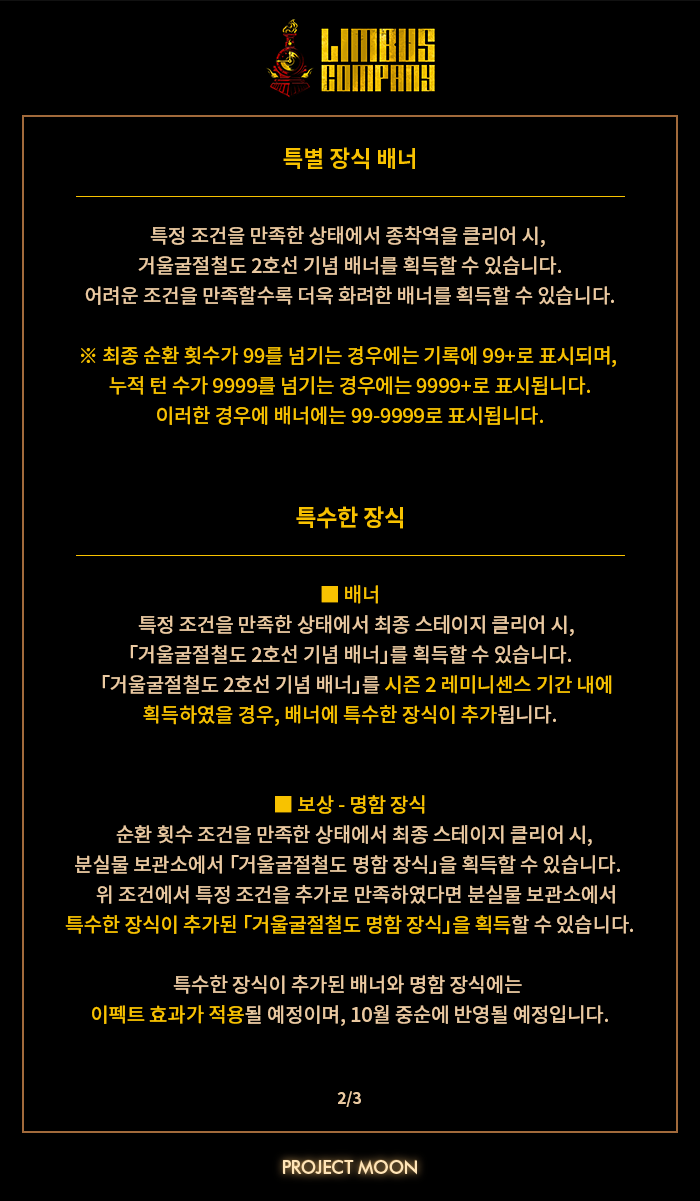 LIMBUS
COMPANY
특별 장식 배너
특정 조건을 만족한 상태에서 종착역을 클리어 시,
거울굴절철도 2호선 기념 배너를 획득할 수 있습니다.
어려운 조건을 만족할수록 더욱 화려한 배너를 획득할 수 있습니다.
※ 최종 순환 횟수가 99를 넘기는 경우에는 기록에 99+로 표시되며,
누적 턴 수가 9999를 넘기는 경우에는 9999+로 표시됩니다.
이러한 경우에 배너에는 99-9999로 표시됩니다.
특수한 장식
■ 배너
특정 조건을 만족한 상태에서 최종 스테이지 클리어 시,
「거울굴절철도 2호선 기념 배너」를 획득할 수 있습니다.
「거울굴절철도 2호선 기념 배너」를 시즌 2 레미니센스 기간 내에
획득하였을 경우, 배너에 특수한 장식이 추가됩니다.
■ 보상 - 명함 장식
순환 횟수 조건을 만족한 상태에서 최종 스테이지 클리어 시,
분실물 보관소에서 「거울굴절철도 명함 장식」을 획득할 수 있습니다.
위 조건에서 특정 조건을 추가로 만족하였다면 분실물 보관소에서
특수한 장식이 추가된 「거울굴절철도 명함 장식」을 획득할 수 있습니다.
특수한 장식이 추가된 배너와 명함 장식에는
이펙트 효과가 적용될 예정이며, 10월 중순에 반영될 예정입니다.
2/3
PROJECT MOON